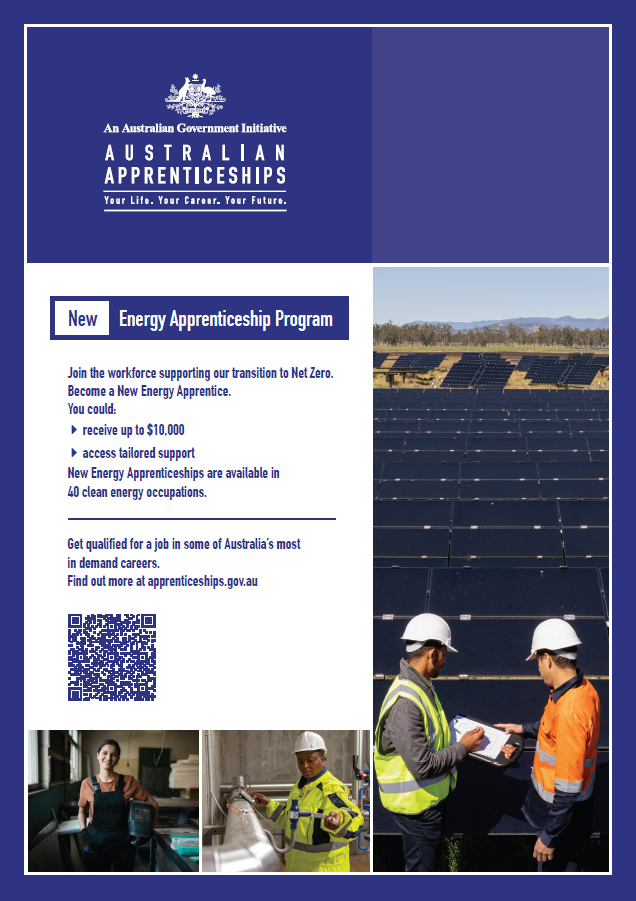 An Australian Government Initiative
AUSTRALIAN
APPRENTICESHIPS
Your Life. Your Career. Your Future.
New Energy Apprenticeship Program
Join the workforce supporting our transition to Net Zero.
Become a New Energy Apprentice.
You could:
receive up to $10,000
access tailored support
New Energy Apprenticeships are available in
40 clean energy occupations.
Get qualified for a job in some of Australia's most
in demand careers.
Find out more at apprenticeships.gov.au